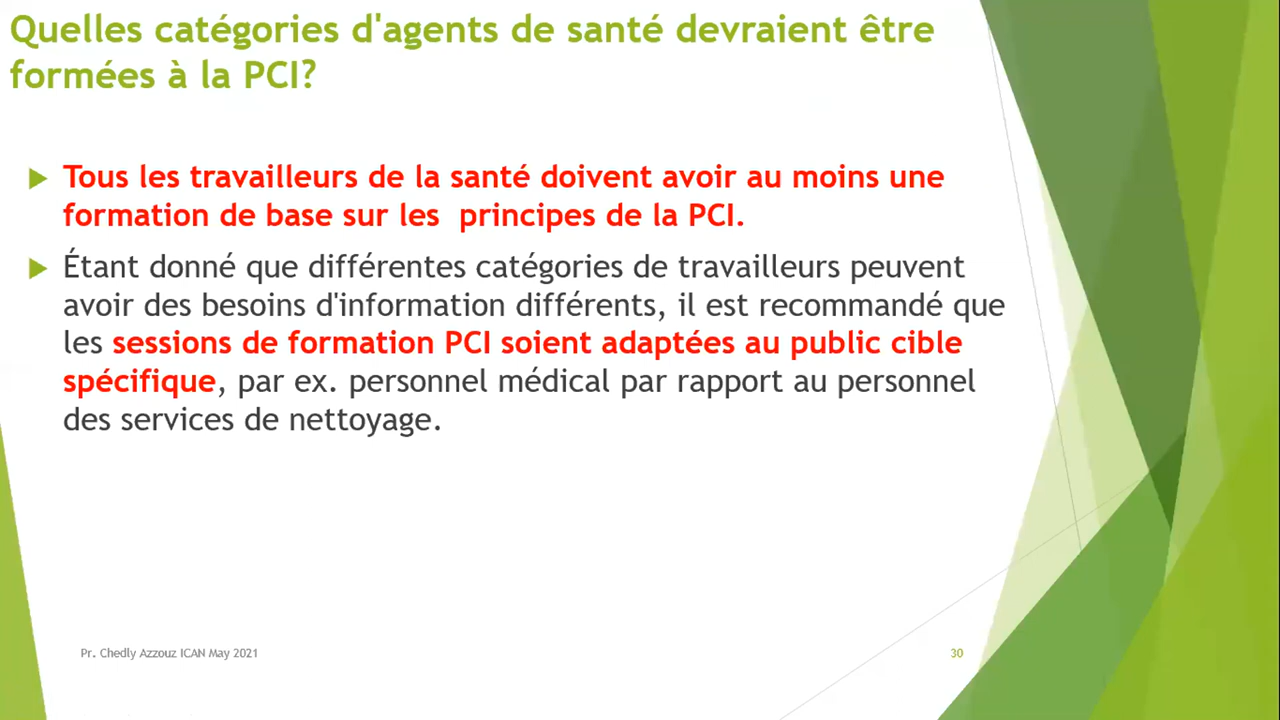 Quelles catégories d'agents de santé devraient être
formées à la PCI?
Tous les travailleurs de la santé doivent avoir au moins une
formation de base sur les  principes de la PCI.
Étant donné que différentes catégories de travailleurs peuvent
avoir des besoins d'information différents, il est recommandé que
les sessions de formation PCI soient adaptées au public cible
spécifique, par ex. personnel médical par rapport au personnel
des services de nettoyage.
Pr. Chedly Azzouz ICAN May 2021
30